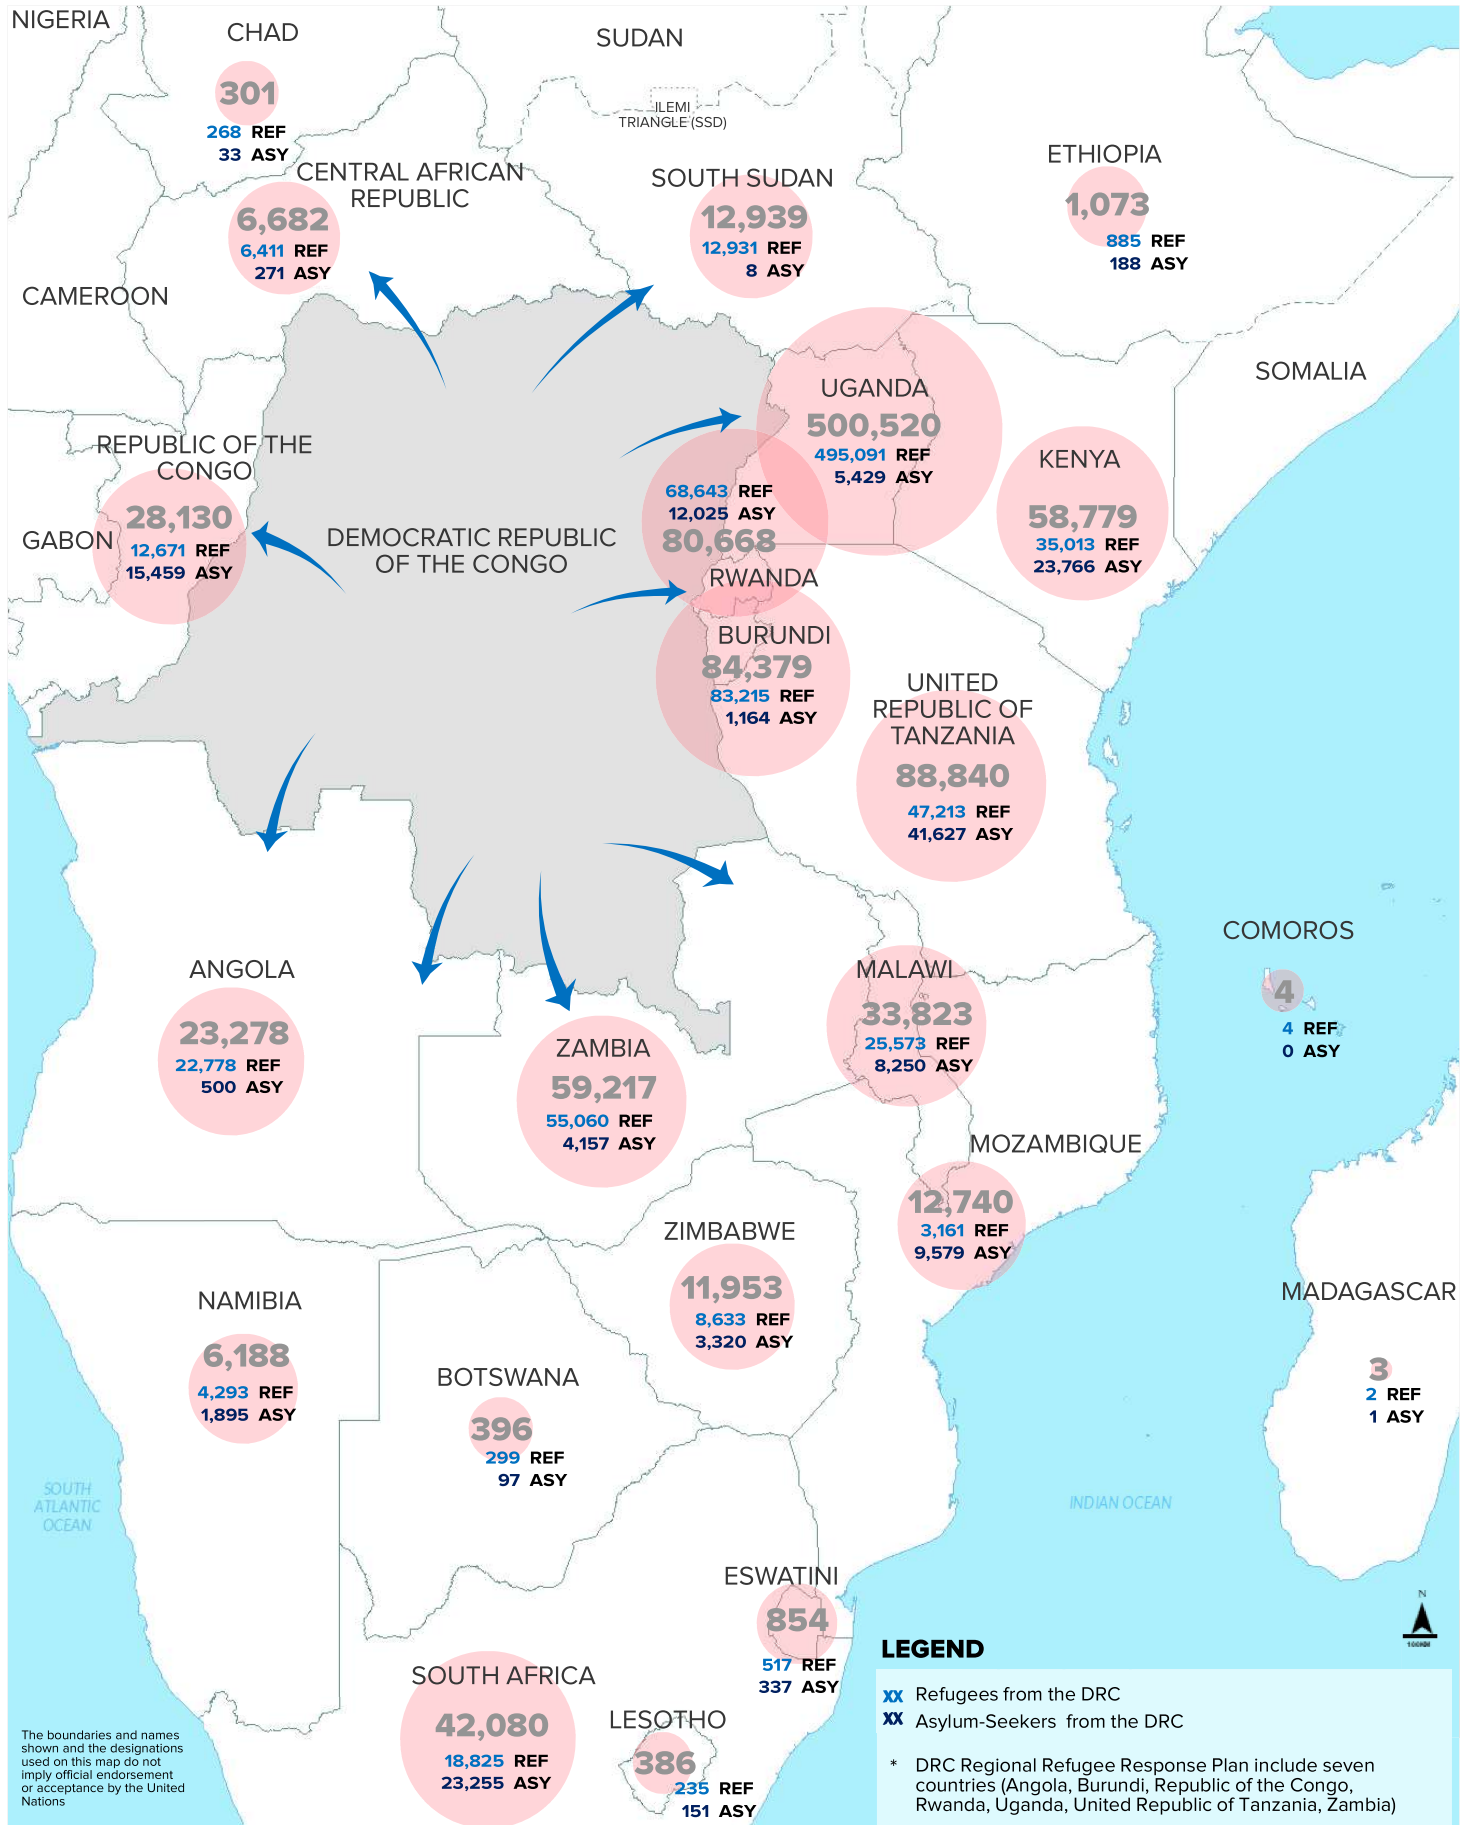 NIGERIA
CHAD
301
268 REF
33 ASY
SUDAN
ILEMI
TRIANGLE (SSD)
CENTRAL AFRICAN
REPUBLIC
6,682
6,411 REF
271 ASY
SOUTH SUDAN
12,939
12,931 REF
8 ASY
ETHIOPIA
1,073
885 REF
188 ASY
CAMEROON
SOMALIA
UGANDA
500,520
495,091 REF
5,429 ASY
REPUBLIC OF THE
CONGO
28,130
12,671 REF
15,459 ASY
GABON
DEMOCRATIC REPUBLIC
OF THE CONGO
68,643 REF
12,025 ASY
80,668
RWANDA
KENYA
58,779
35,013 REF
23,766 ASY
BURUNDI
84,379
83,215 REF
1,164 ASY
UNITED
REPUBLIC OF
TANZANIA
88,840
47,213 REF
41,627 ASY
COMOROS
4
4 REF
0 ASY
ANGOLA
23,278
22,778 REF
500 ASY
ZAMBIA
59,217
55,060 REF
4,157 ASY
MALAWI
33,823
25,573 REF
8,250 ASY
MOZAMBIQUE
12,740
3,161 REF
9,579 ASY
ZIMBABWE
11,953
8,633 REF
3,320 ASY
MADAGASCAR
3
2 REF
1 ASY
NAMIBIA
6,188
4,293 REF
1,895 ASY
BOTSWANA
396
299 REF
97 ASY
SOUTH
ATLANTIC
OCEAN
INDIAN OCEAN
ESWATINI
854
517 REF
337 ASY
SOUTH AFRICA
42,080
18,825 REF
23,255 ASY
LESOTHO
386
235 REF
151 ASY
N
The boundaries and names
shown and the designations
used on this map do not
imply official endorsement
or acceptance by the United
Nations
LEGEND
XX Refugees from the DRC
XX Asylum-Seekers from the DRC
* DRC Regional Refugee Response Plan include seven
countries (Angola, Burundi, Republic of the Congo,
Rwanda, Uganda, United Republic of Tanzania, Zambia)